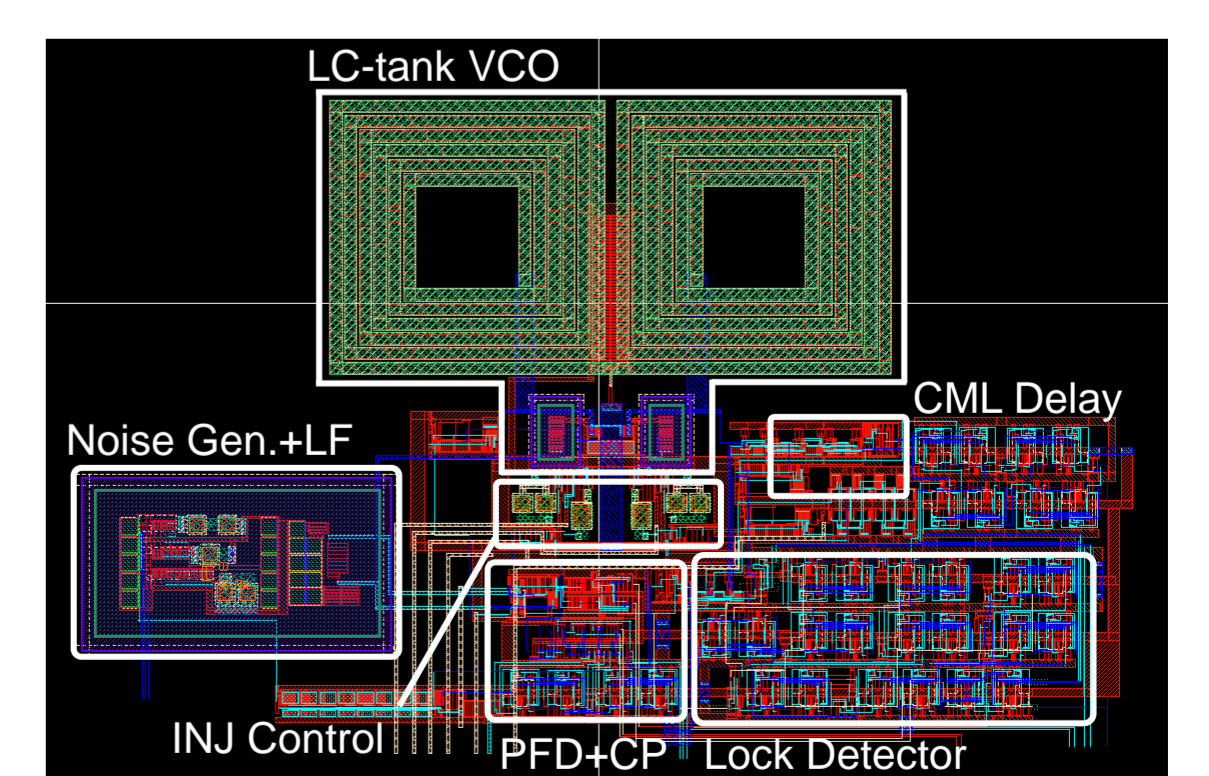 LC-tank VCO
CML Delay
Noise Gen.+LF
INJ Control
PFD+CP
Lock Detector